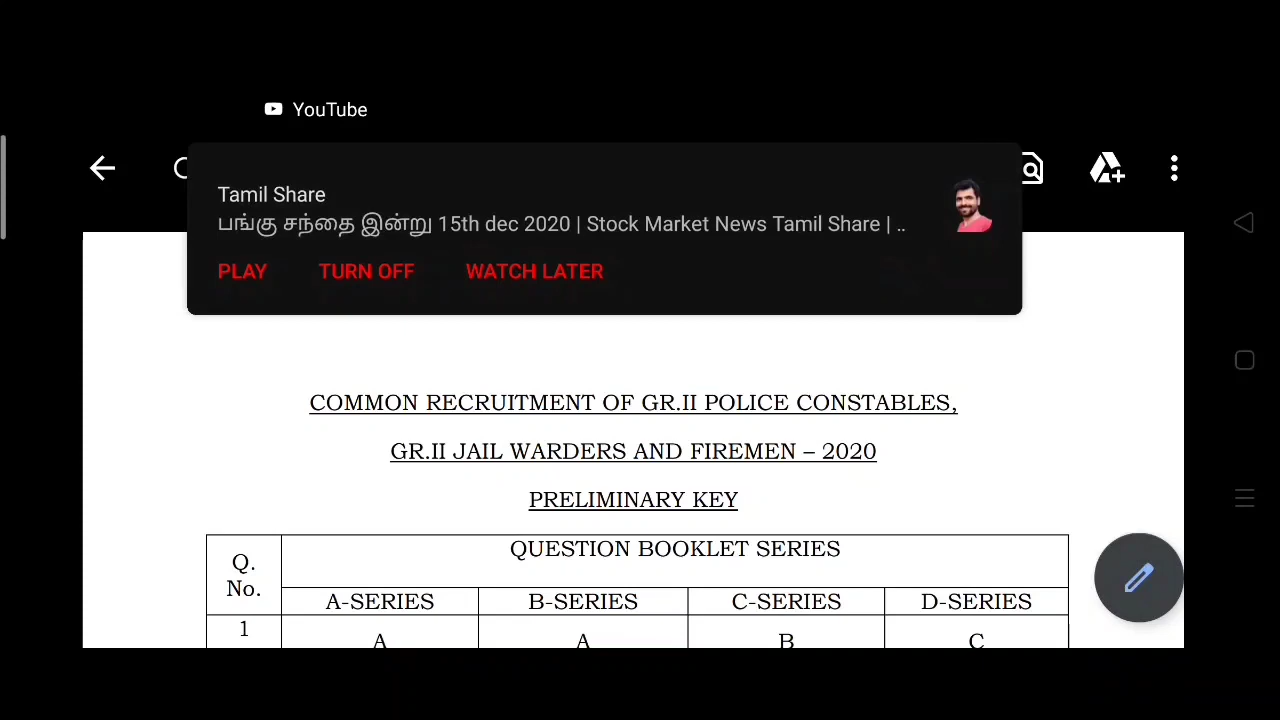 YouTube
Tamil Share
பங்கு சந்தை இன்று 15th dec 2020 | Stock Market News Tamil Share | ..
PLAY TURN OFF WATCH LATER
COMMON RECRUITMENT OF GR.II POLICE CONSTABLES,
GR.II JAIL WARDERS AND FIREMEN – 2020
PRELIMINARY KEY
Q. No. QUESTION BOOKLET SERIES
A-SERIES B-SERIES C-SERIES D-SERIES
1 A A B C